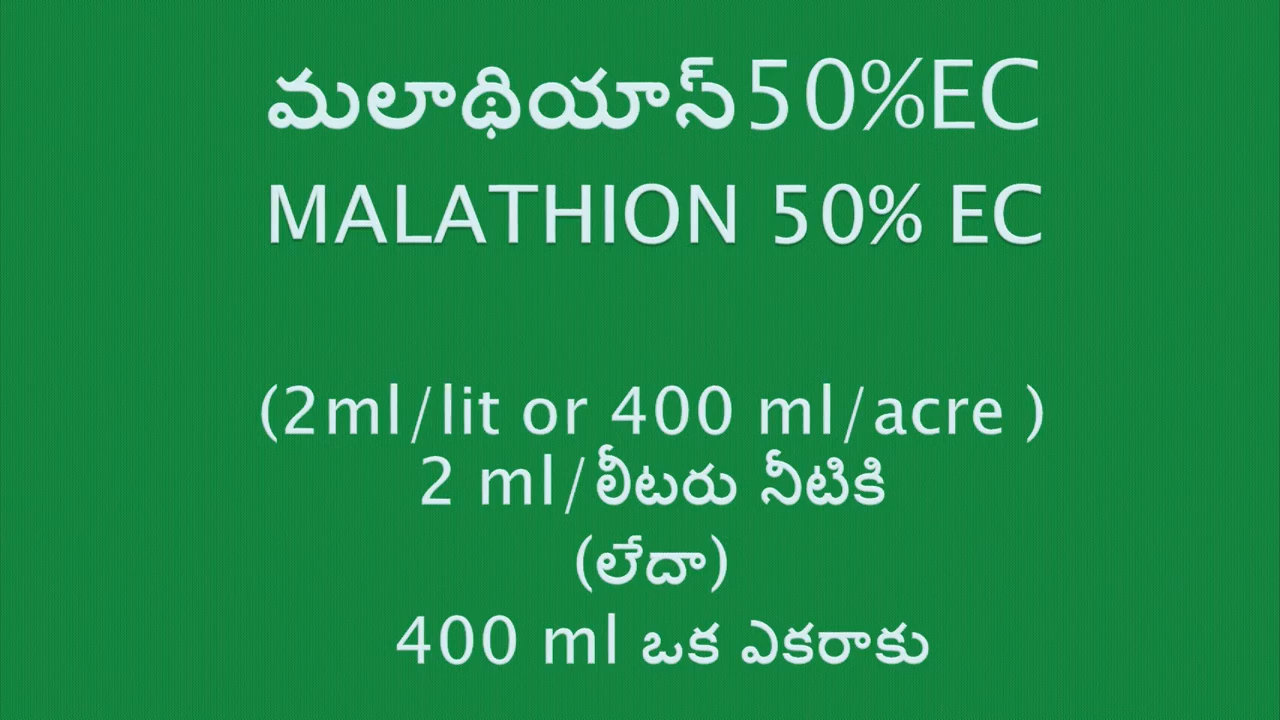 మలాథియాస్50%EC
MALATHION 50% EC
(2ml/lit or 400 ml/acre )
2 ml/లీటరు నీటికి
(లేదా)
400 ml ఒక ఎకరాకు